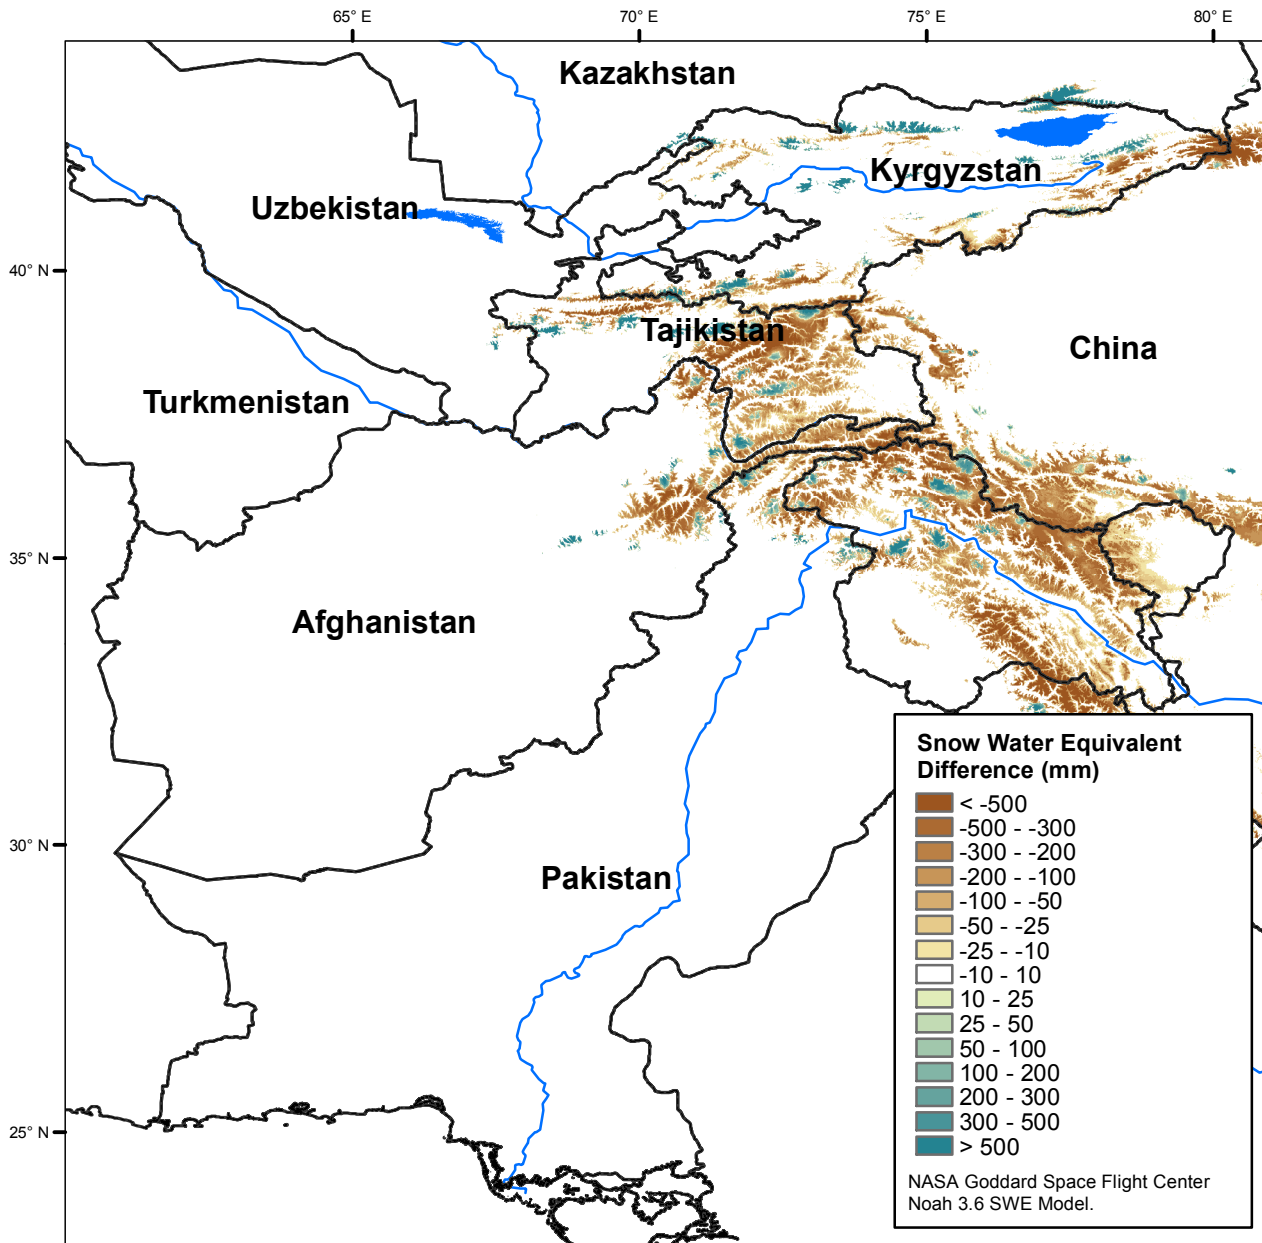 65° E
70° E
75° E
80° E
Kazakhstan
Kyrgyzstan
Uzbekistan
40° N
Tajikistan
China
Turkmenistan
35° N
Afghanistan
Snow Water Equivalent
Difference (mm)
< -500
-500 - -300
-300 - -200
-200 - -100
-100 - -50
-50 - -25
-25 - -10
-10 - 10
10 - 25
25 - 50
50 - 100
100 - 200
200 - 300
300 - 500
> 500
NASA Goddard Space Flight Center
Noah 3.6 SWE Model.
30° N
Pakistan
25° N